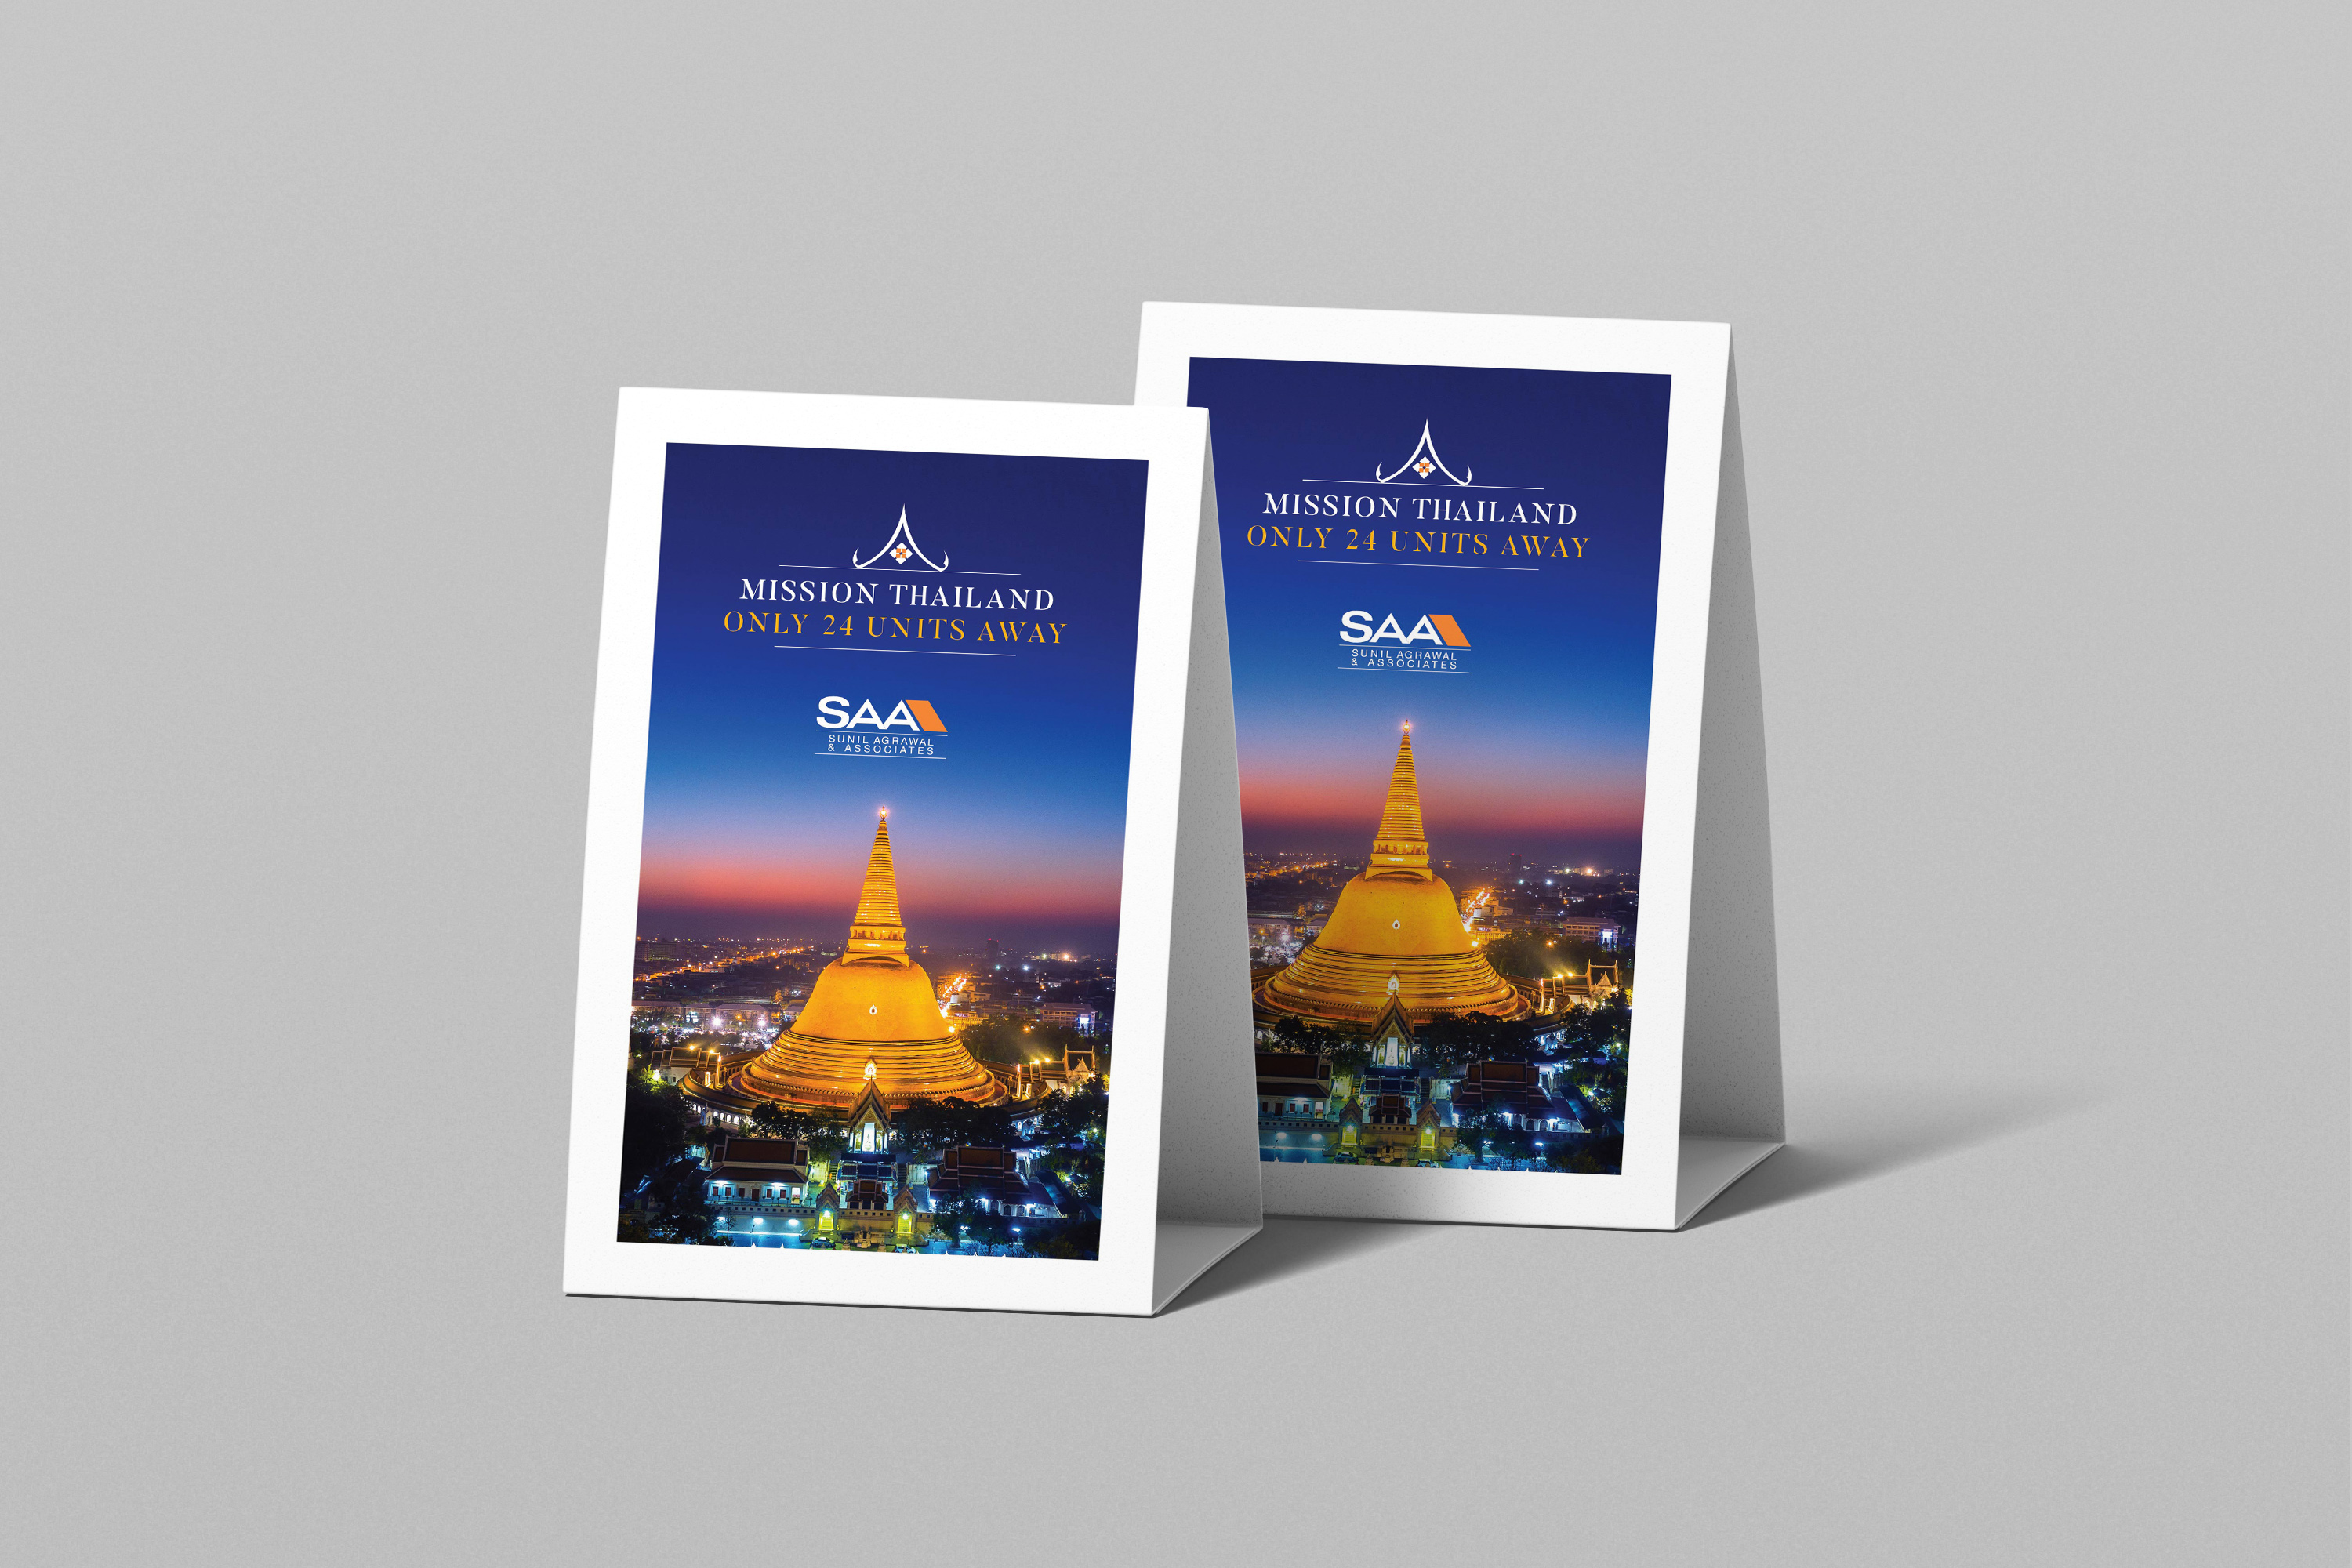 MISSION THAILAND
ONLY 24 UNITS AWAY
SAA
SUNIL AGRAWAL
& ASSOCIATES
MISSION THAILAND
ONLY 24 UNITS AWAY
SAA
SUNIL AGRAWAL
& ASSOCIATES